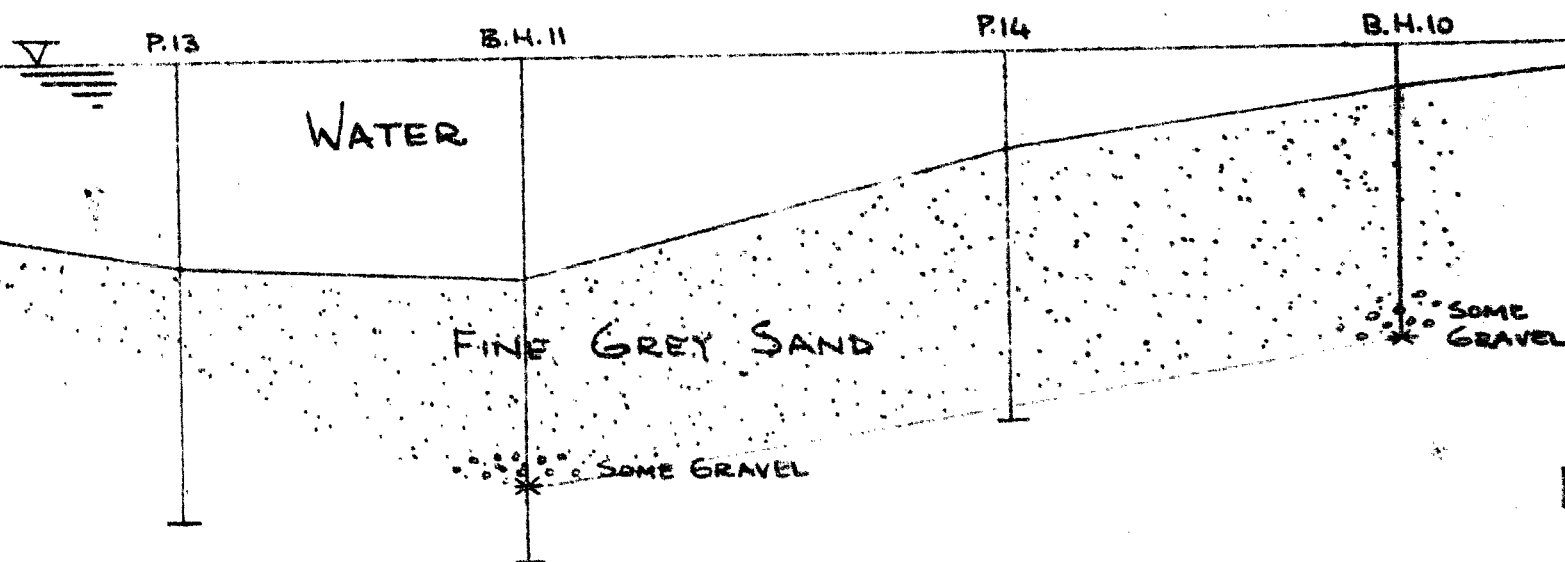 P.13
B.H.11
P.14
B.H.10
WATER
FINE GREY SAND
SOME
GRAVEL
SOME GRAVEL